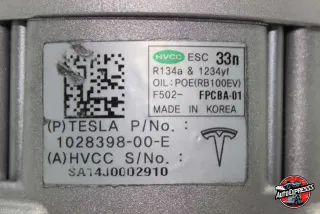 HVCC ESC 33n
R134a & 1234yf
OIL:POE(RB100EV)
F502- FPCBA-01
MADE IN KOREA
(P)TESLA P/No. :
1028398-00-E
(A)HVCC S/No. :
SA14J0002910
AUTOEXPRESS